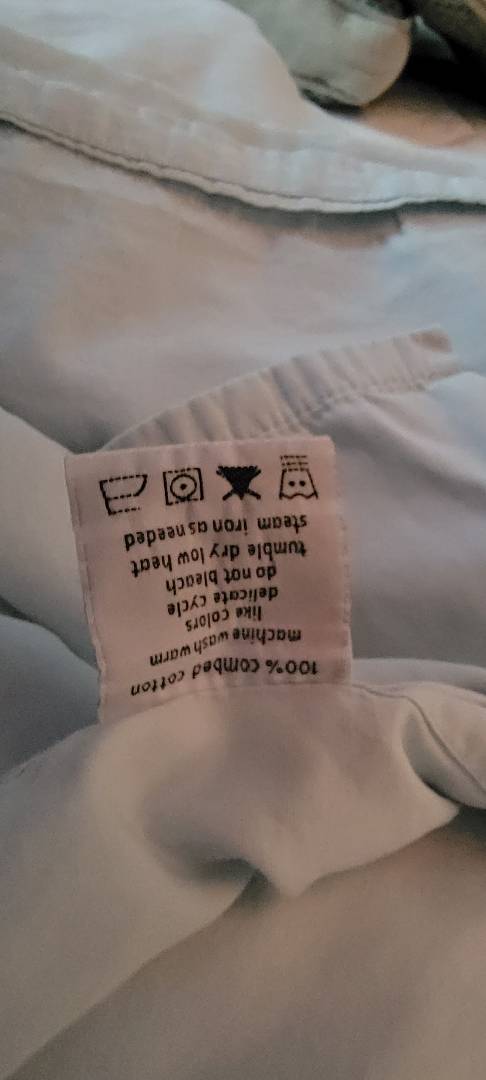 100% combed cotton
machine wash warm
like colors
delicate cycle
do not bleach
tumble dry low heat
steam iron as needed